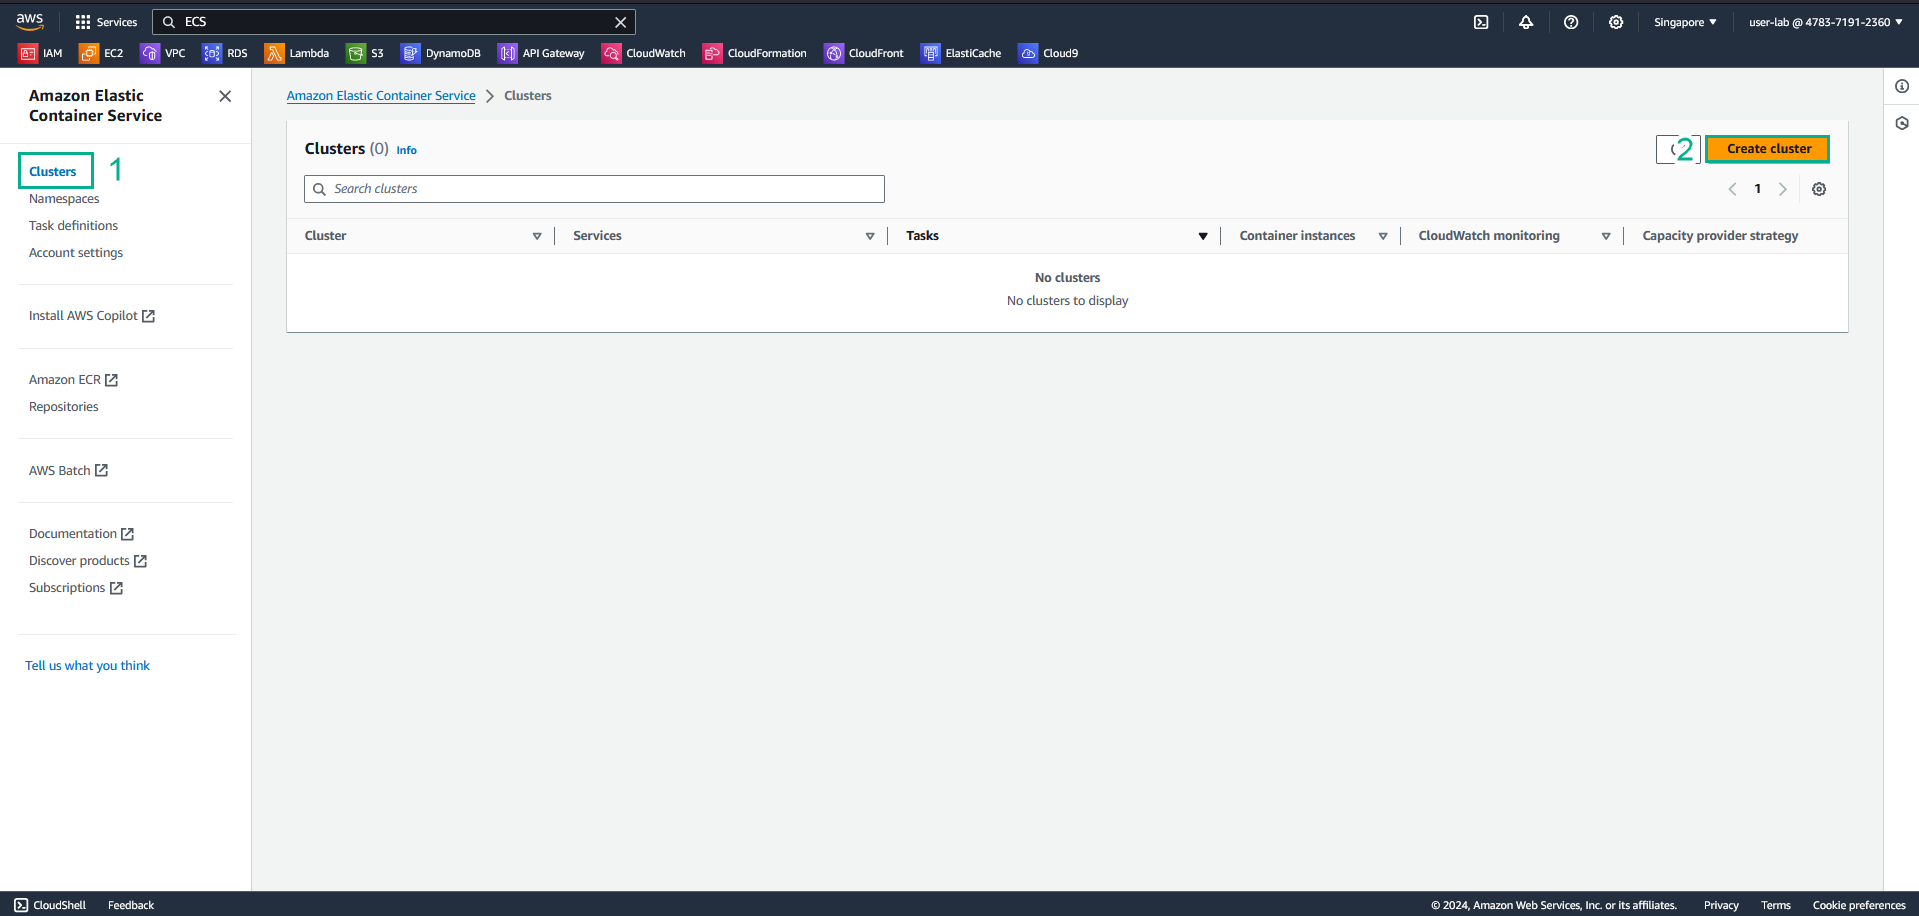 aws Services ECS Singapore user-lab @ 4783-7191-2360
IAM EC2 VPC RDS Lambda S3 DynamoDB API Gateway CloudWatch CloudFormation CloudFront ElastiCache Cloud9
Amazon Elastic
Container Service
Clusters 1
Namespaces
Task definitions
Account settings
Install AWS Copilot
Amazon ECR
Repositories
AWS Batch
Documentation
Discover products
Subscriptions
Tell us what you think
Amazon Elastic Container Service > Clusters
Clusters (0) Info
2 Create cluster
Search clusters
1
Cluster Services Tasks Container instances CloudWatch monitoring Capacity provider strategy
No clusters
No clusters to display
CloudShell Feedback © 2024, Amazon Web Services, Inc. or its affiliates. Privacy Terms Cookie preferences